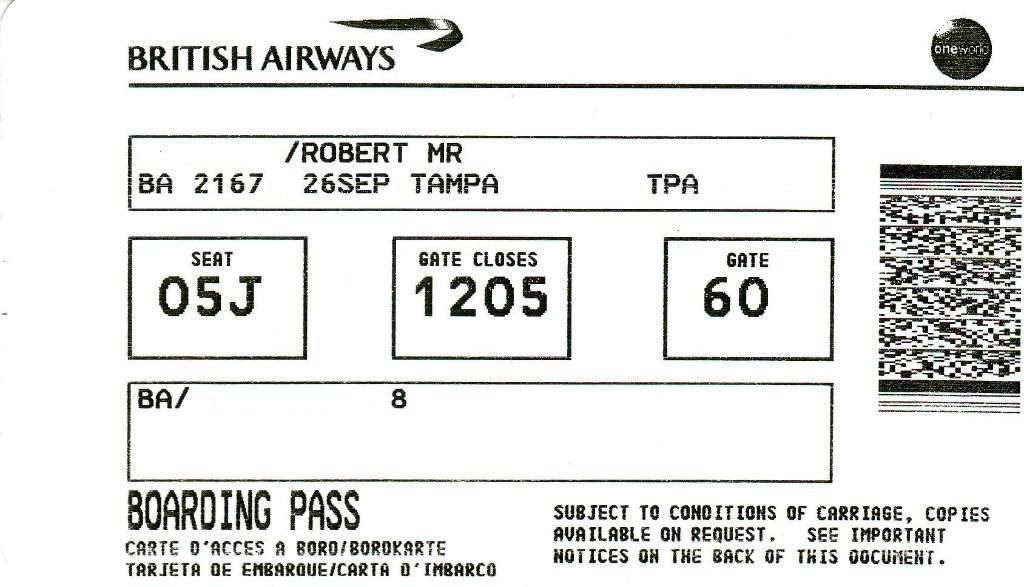 BRITISH AIRWAYS
oneworld
/ROBERT MR
BA 2167 26SEP TAMPA TPA
SEAT GATE CLOSES GATE
05J 1205 60
BA/ 8
BOARDING PASS
CARTE D'ACCES A BORD/BORDKARTE
TARJETA DE EMBARQUE/CARTA D'IMBARCO
SUBJECT TO CONDITIONS OF CARRIAGE, COPIES
AVAILABLE ON REQUEST. SEE IMPORTANT
NOTICES ON THE BACK OF THIS DOCUMENT.